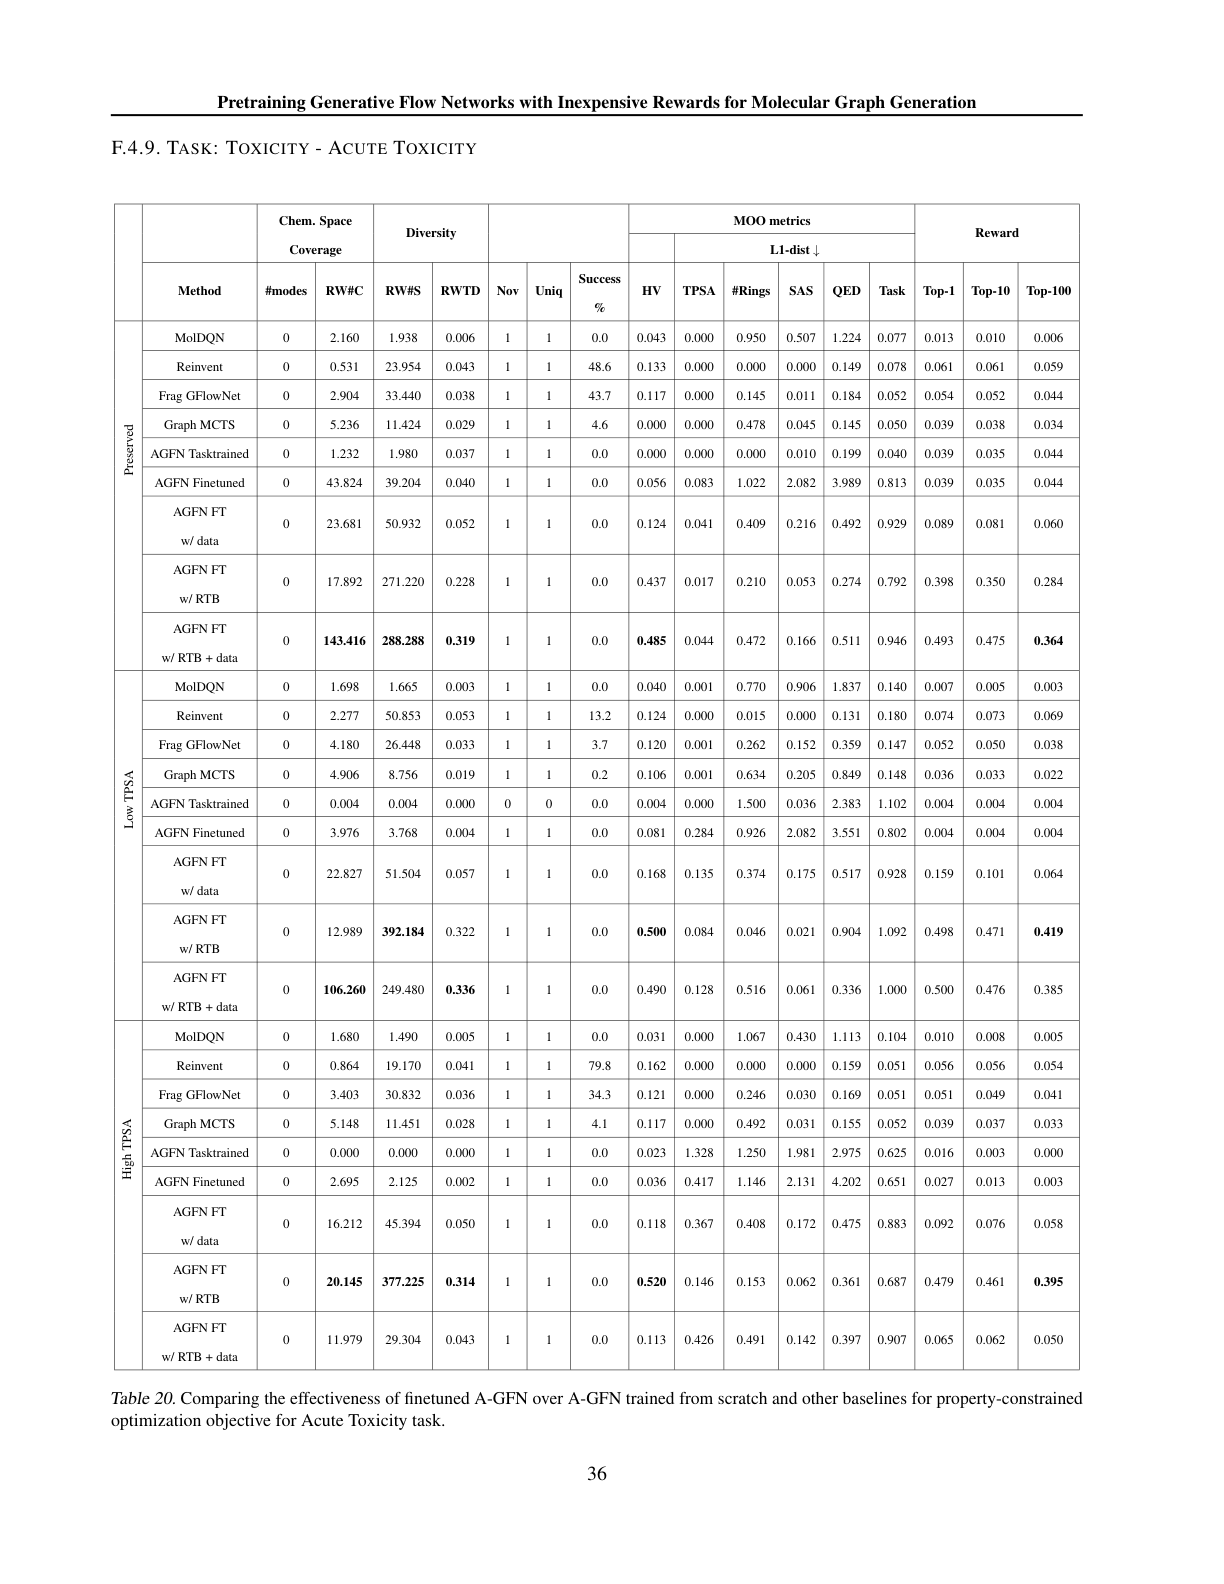 Pretraining Generative Flow Networks with Inexpensive Rewards for Molecular Graph Generation
F.4.9. TASK: TOXICITY - ACUTE TOXICITY
Chem. Space Coverage Diversity MOO metrics Reward
L1-dist ↓
Method #modes RW#C RW#S RWTD Nov Uniq Success % HV TPSA #Rings SAS QED Task Top-1 Top-10 Top-100
Preserved
MolDQN 0 2.160 1.938 0.006 1 1 0.0 0.043 0.000 0.950 0.507 1.224 0.077 0.013 0.010 0.006
Reinvent 0 0.531 23.954 0.043 1 1 48.6 0.133 0.000 0.000 0.000 0.149 0.078 0.061 0.061 0.059
Frag GFlowNet 0 2.904 33.440 0.038 1 1 43.7 0.117 0.000 0.145 0.011 0.184 0.052 0.054 0.052 0.044
Graph MCTS 0 5.236 11.424 0.029 1 1 4.6 0.000 0.000 0.478 0.045 0.145 0.050 0.039 0.038 0.034
AGFN Tasktrained 0 1.232 1.980 0.037 1 1 0.0 0.000 0.000 0.000 0.010 0.199 0.040 0.039 0.035 0.044
AGFN Finetuned 0 43.824 39.204 0.040 1 1 0.0 0.056 0.083 1.022 2.082 3.989 0.813 0.039 0.035 0.044
AGFN FT w/ data 0 23.681 50.932 0.052 1 1 0.0 0.124 0.041 0.409 0.216 0.492 0.929 0.089 0.081 0.060
AGFN FT w/ RTB 0 17.892 271.220 0.228 1 1 0.0 0.437 0.017 0.210 0.053 0.274 0.792 0.398 0.350 0.284
AGFN FT w/ RTB + data 0 143.416 288.288 0.319 1 1 0.0 0.485 0.044 0.472 0.166 0.511 0.946 0.493 0.475 0.364
Low TPSA
MolDQN 0 1.698 1.665 0.003 1 1 0.0 0.040 0.001 0.770 0.906 1.837 0.140 0.007 0.005 0.003
Reinvent 0 2.277 50.853 0.053 1 1 13.2 0.124 0.000 0.015 0.000 0.131 0.180 0.074 0.073 0.069
Frag GFlowNet 0 4.180 26.448 0.033 1 1 3.7 0.120 0.001 0.262 0.152 0.359 0.147 0.052 0.050 0.038
Graph MCTS 0 4.906 8.756 0.019 1 1 0.2 0.106 0.001 0.634 0.205 0.849 0.148 0.036 0.033 0.022
AGFN Tasktrained 0 0.004 0.004 0.000 0 0 0.0 0.004 0.000 1.500 0.036 2.383 1.102 0.004 0.004 0.004
AGFN Finetuned 0 3.976 3.768 0.004 1 1 0.0 0.081 0.284 0.926 2.082 3.551 0.802 0.004 0.004 0.004
AGFN FT w/ data 0 22.827 51.504 0.057 1 1 0.0 0.168 0.135 0.374 0.175 0.517 0.928 0.159 0.101 0.064
AGFN FT w/ RTB 0 12.989 392.184 0.322 1 1 0.0 0.500 0.084 0.046 0.021 0.904 1.092 0.498 0.471 0.419
AGFN FT w/ RTB + data 0 106.260 249.480 0.336 1 1 0.0 0.490 0.128 0.516 0.061 0.336 1.000 0.500 0.476 0.385
High TPSA
MolDQN 0 1.680 1.490 0.005 1 1 0.0 0.031 0.000 1.067 0.430 1.113 0.104 0.010 0.008 0.005
Reinvent 0 0.864 19.170 0.041 1 1 79.8 0.162 0.000 0.000 0.000 0.159 0.051 0.056 0.056 0.054
Frag GFlowNet 0 3.403 30.832 0.036 1 1 34.3 0.121 0.000 0.246 0.030 0.169 0.051 0.051 0.049 0.041
Graph MCTS 0 5.148 11.451 0.028 1 1 4.1 0.117 0.000 0.492 0.031 0.155 0.052 0.039 0.037 0.033
AGFN Tasktrained 0 0.000 0.000 0.000 1 1 0.0 0.023 1.328 1.250 1.981 2.975 0.625 0.016 0.003 0.000
AGFN Finetuned 0 2.695 2.125 0.002 1 1 0.0 0.036 0.417 1.146 2.131 4.202 0.651 0.027 0.013 0.003
AGFN FT w/ data 0 16.212 45.394 0.050 1 1 0.0 0.118 0.367 0.408 0.172 0.475 0.883 0.092 0.076 0.058
AGFN FT w/ RTB 0 20.145 377.225 0.314 1 1 0.0 0.520 0.146 0.153 0.062 0.361 0.687 0.479 0.461 0.395
AGFN FT w/ RTB + data 0 11.979 29.304 0.043 1 1 0.0 0.113 0.426 0.491 0.142 0.397 0.907 0.065 0.062 0.050
Table 20. Comparing the effectiveness of finetuned A-GFN over A-GFN trained from scratch and other baselines for property-constrained
optimization objective for Acute Toxicity task.
36